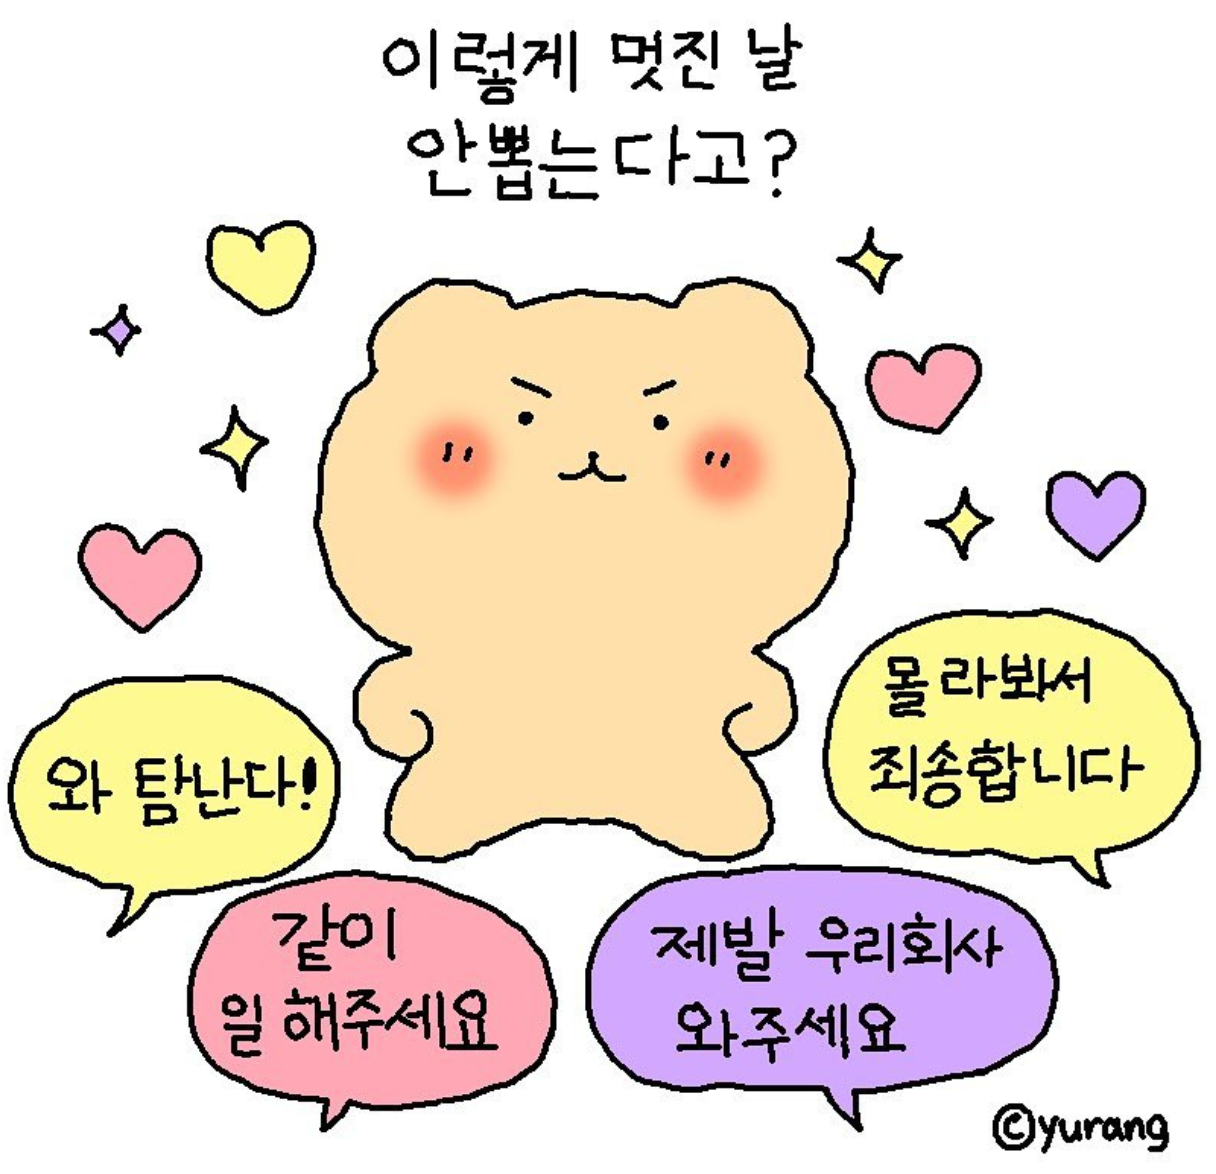 이렇게 멋진 날
안뽑는다고?
와 탐난다!
몰라봐서
죄송합니다
같이
일 해주세요
제발 우리회사
와주세요
©yurang